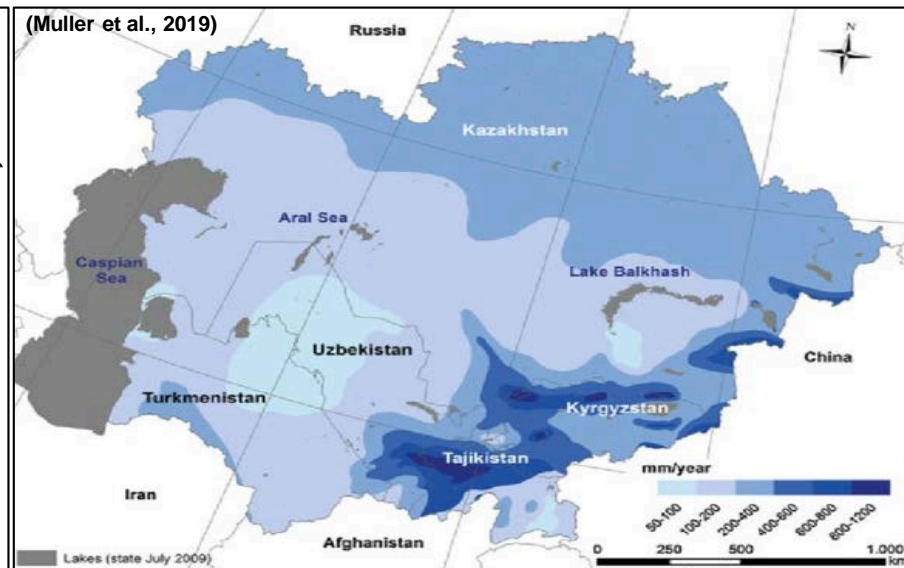 (Muller et al., 2019)
Russia
N
Kazakhstan
Aral Sea
Caspian
Sea
Lake Balkhash
Uzbekistan
China
Turkmenistan
Kyrgyzstan
Tajikistan
mm/year
Iran
50-100
100-200
200-400
400-600
600-800
800-1200
Afghanistan
Lakes (state July 2009)
0 250 500 1.000
km